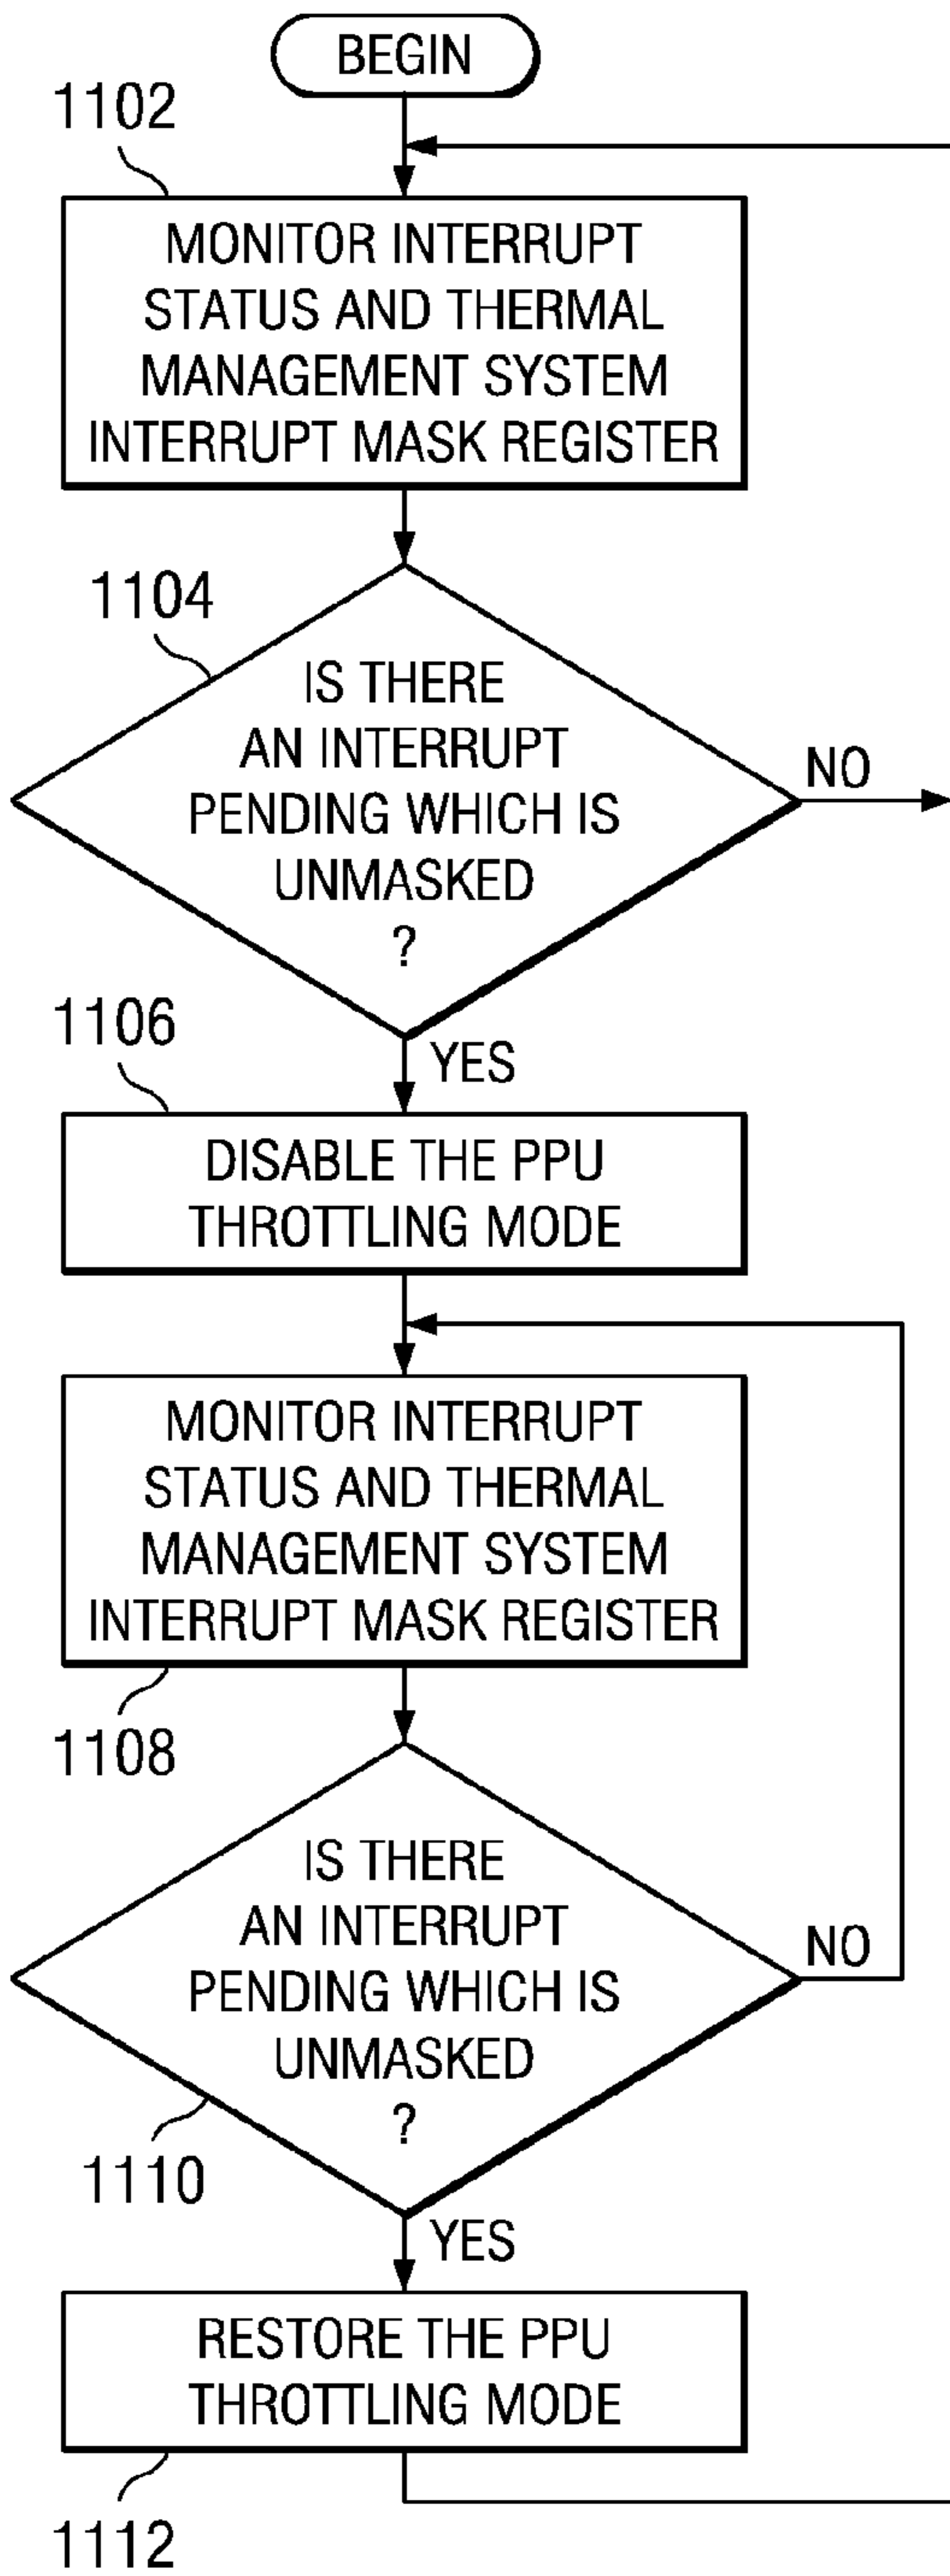 BEGIN
1102
MONITOR INTERRUPT
STATUS AND THERMAL
MANAGEMENT SYSTEM
INTERRUPT MASK REGISTER
1104
IS THERE
AN INTERRUPT
PENDING WHICH IS
UNMASKED
?
NO
YES
1106
DISABLE THE PPU
THROTTLING MODE
MONITOR INTERRUPT
STATUS AND THERMAL
MANAGEMENT SYSTEM
INTERRUPT MASK REGISTER
1108
IS THERE
AN INTERRUPT
PENDING WHICH IS
UNMASKED
?
NO
1110
YES
RESTORE THE PPU
THROTTLING MODE
1112